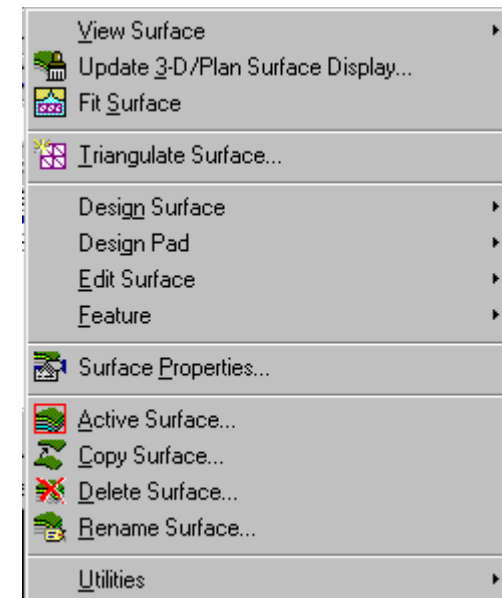 View Surface
Update 3-D/Plan Surface Display...
Fit Surface
Triangulate Surface...
Design Surface
Design Pad
Edit Surface
Feature
Surface Properties...
Active Surface...
Copy Surface...
Delete Surface...
Rename Surface...
Utilities